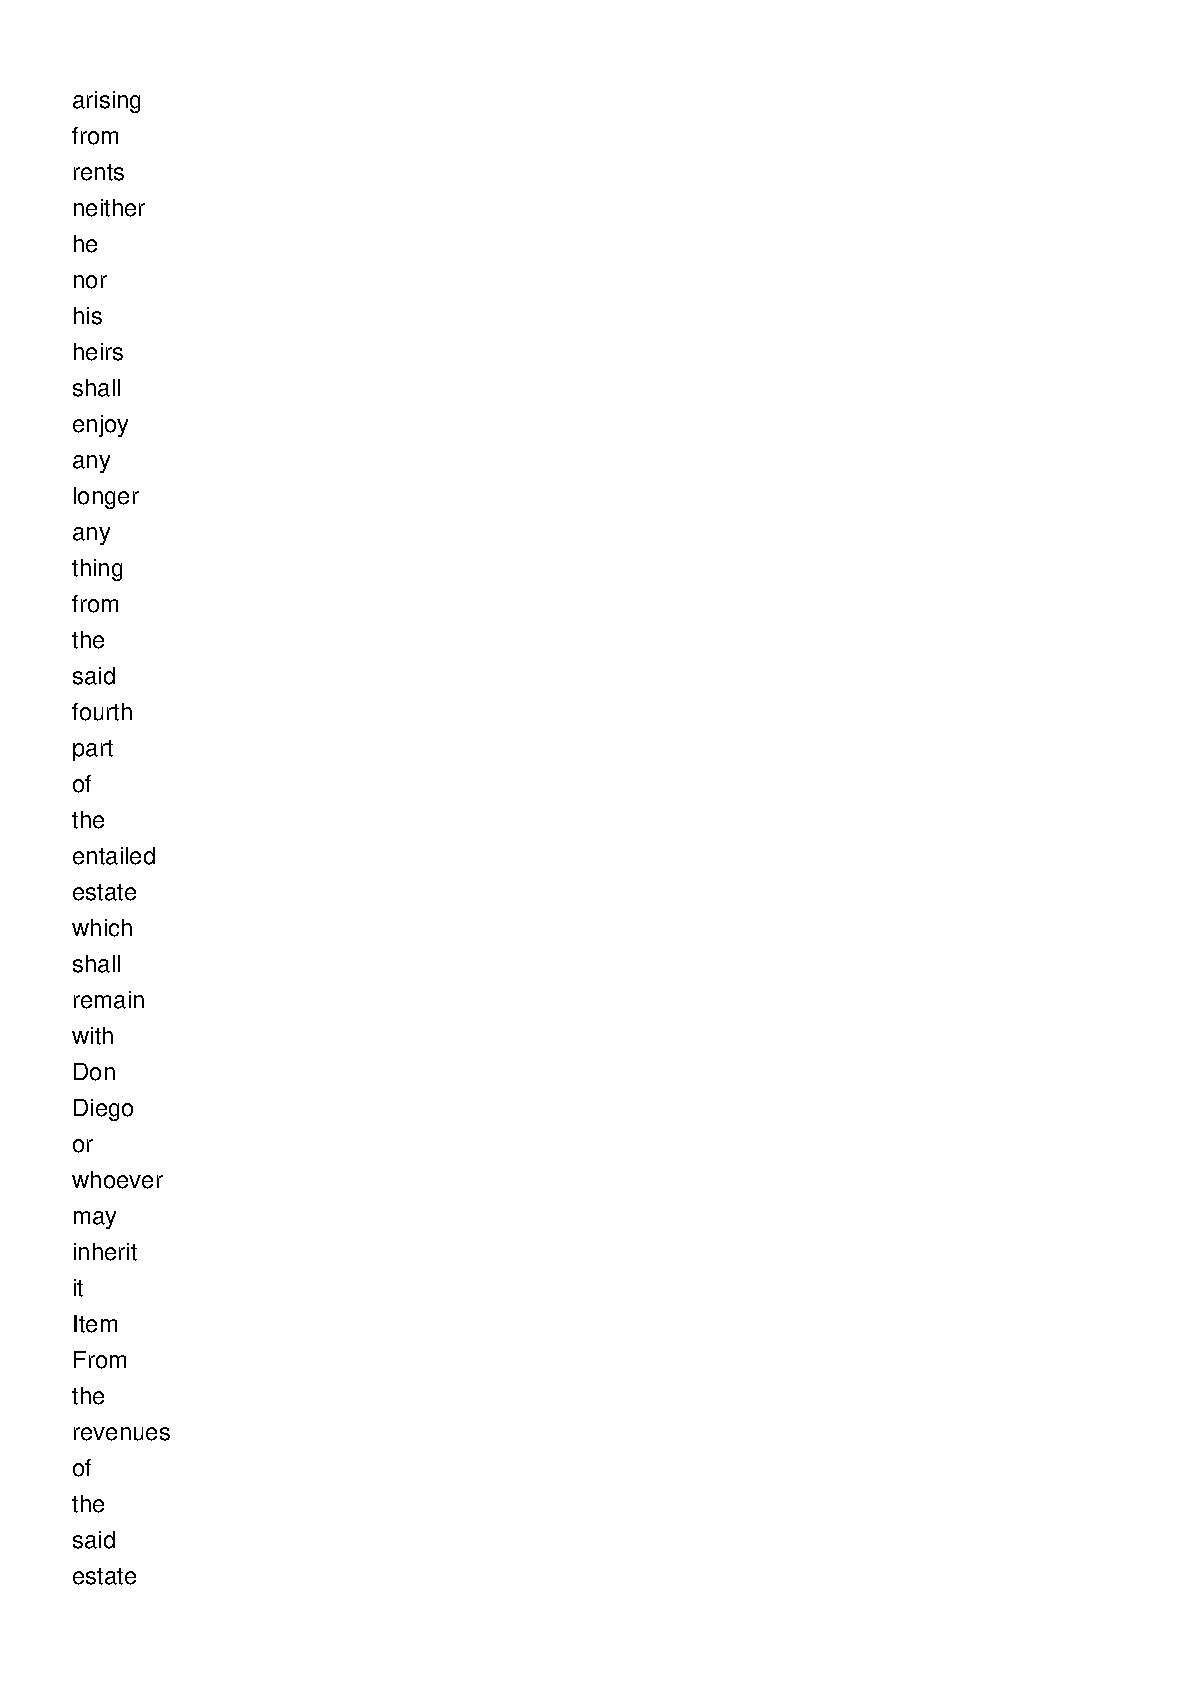 arising
from
rents
neither
he
nor
his
heirs
shall
enjoy
any
longer
any
thing
from
the
said
fourth
part
of
the
entailed
estate
which
shall
remain
with
Don
Diego
or
whoever
may
inherit
it
Item
From
the
revenues
of
the
said
estate